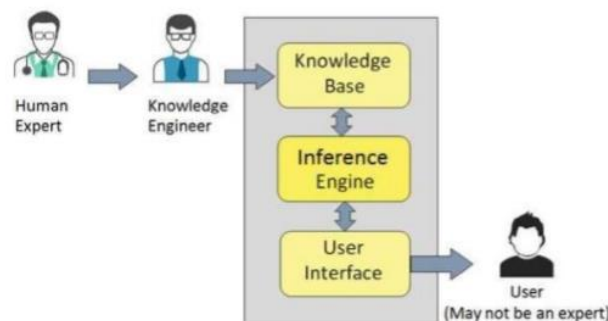 Human
Expert
Knowledge
Engineer
Knowledge
Base
Inference
Engine
User
Interface
User
(May not be an expert)